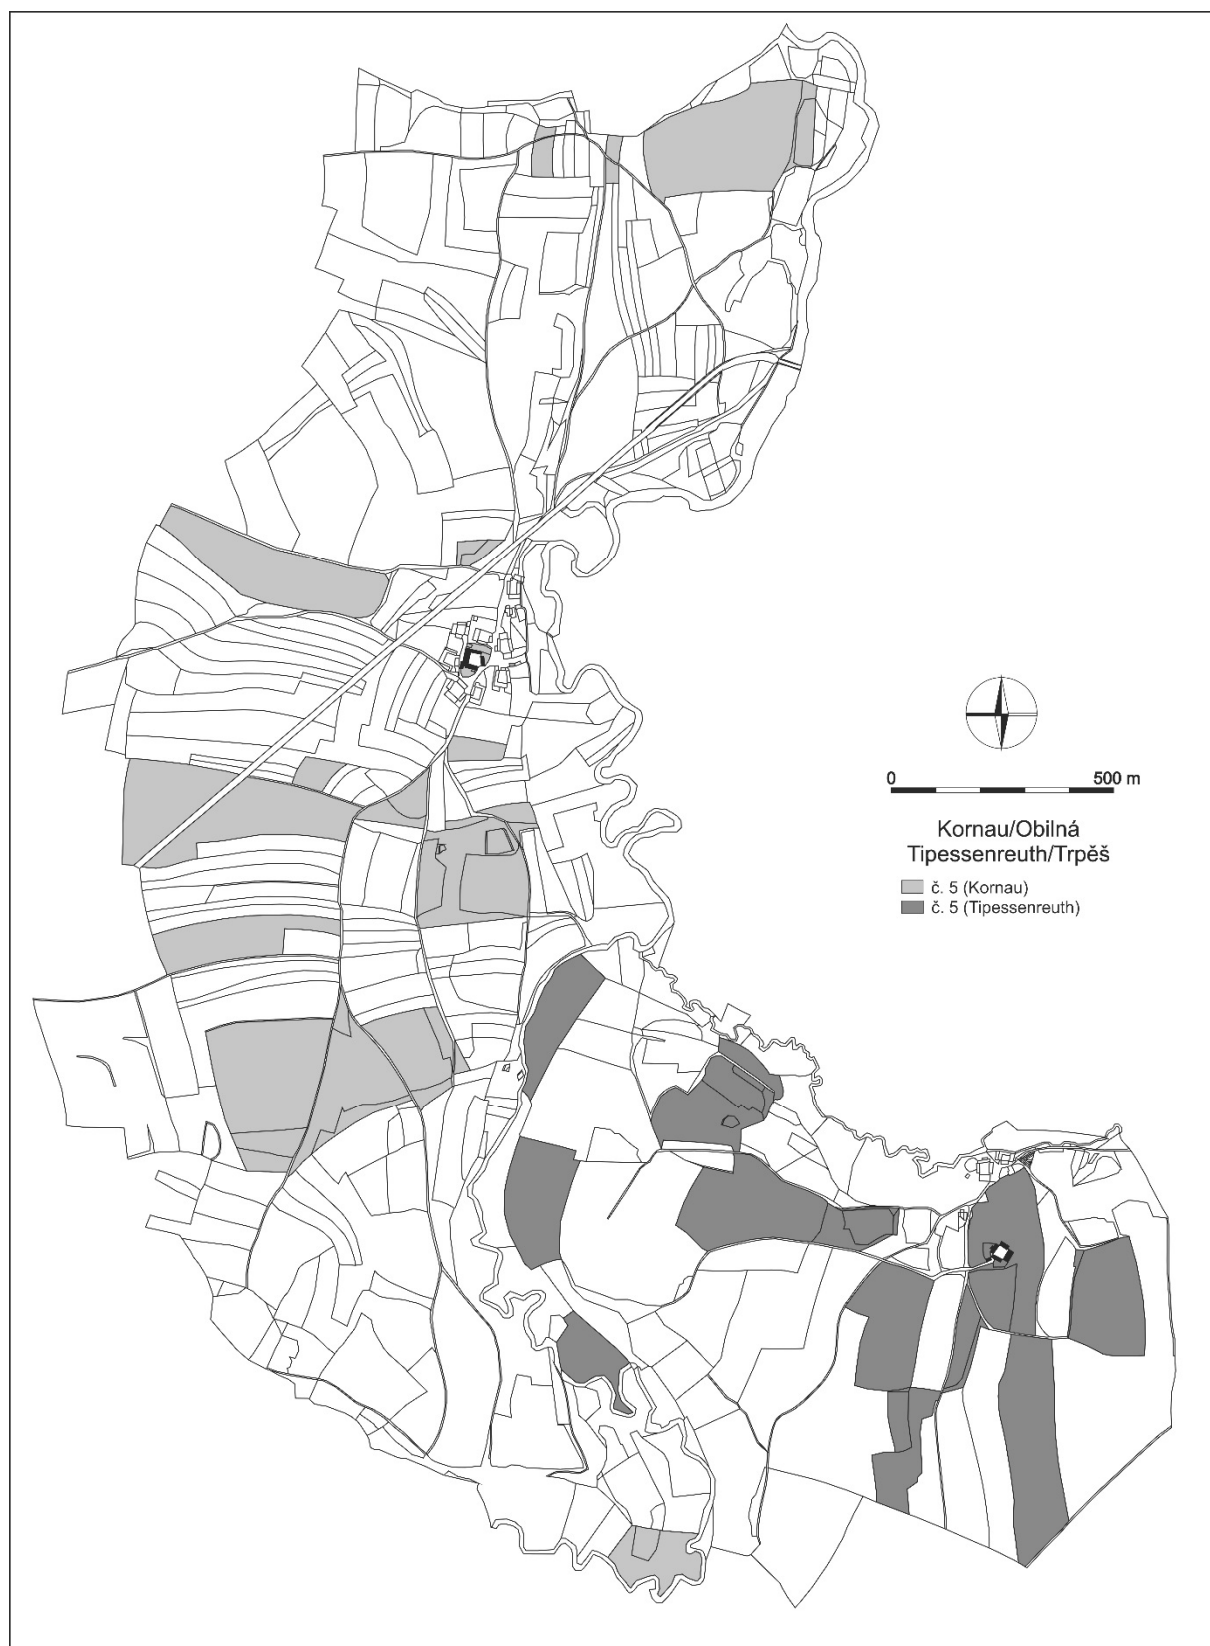 0 500 m
Kornau/Obilná
Tipessenreuth/Trpěš
č. 5 (Kornau)
č. 5 (Tipessenreuth)